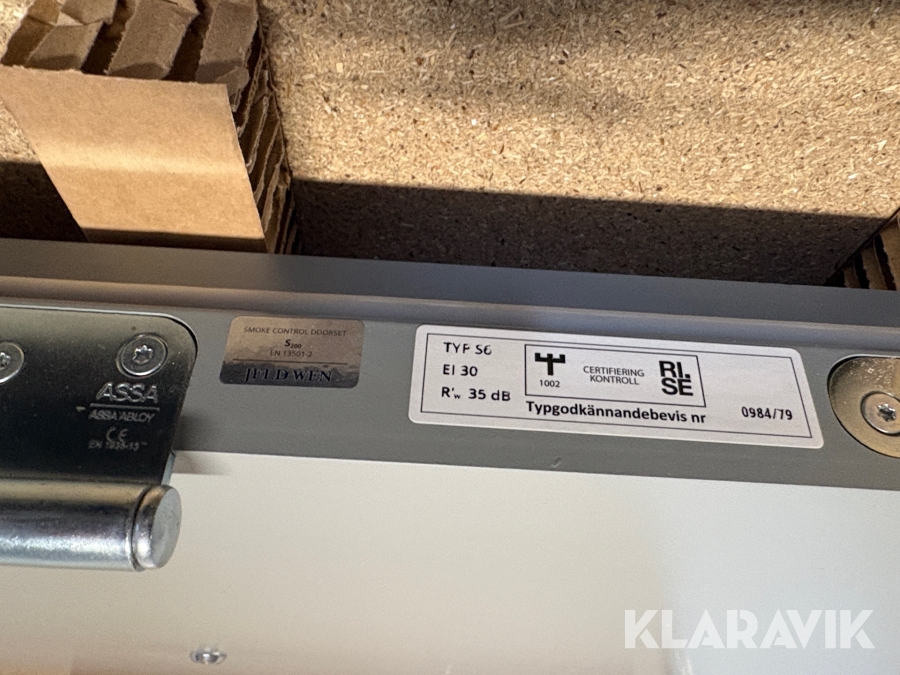 SMOKE CONTROL DOORSET
S200
EN 13501-2
JELD-WEN
ASSA
ASSA ABLOY
CE
TYP S6
EI 30
R'w 35 dB
1002
CERTIFIERING
KONTROLL
RI.
SE
Typgodkännandebevis nr 0984/79
KLARAVIK